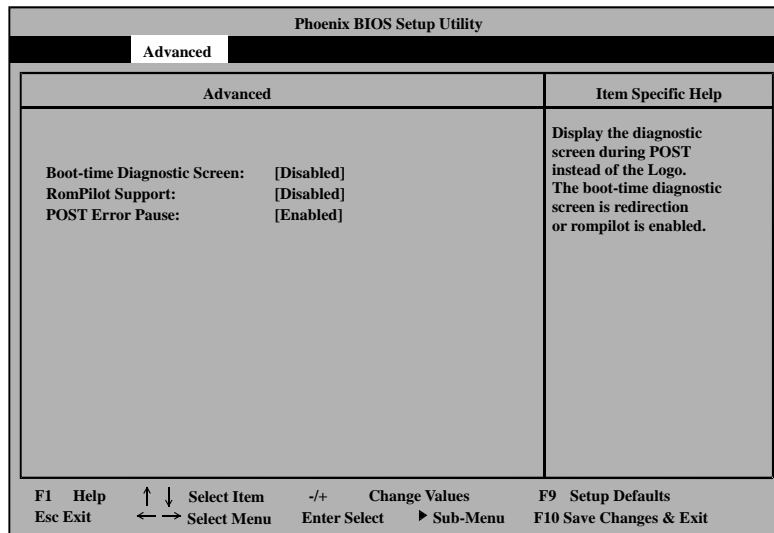 Phoenix BIOS Setup Utility
Advanced
Advanced
Item Specific Help
Boot-time Diagnostic Screen: [Disabled]
RomPilot Support: [Disabled]
POST Error Pause: [Enabled]
Display the diagnostic
screen during POST
instead of the Logo.
The boot-time diagnostic
screen is redirection
or rompilot is enabled.
F1 Help ↑ ↓ Select Item -/+ Change Values F9 Setup Defaults
Esc Exit ← → Select Menu Enter Select ▶ Sub-Menu F10 Save Changes & Exit